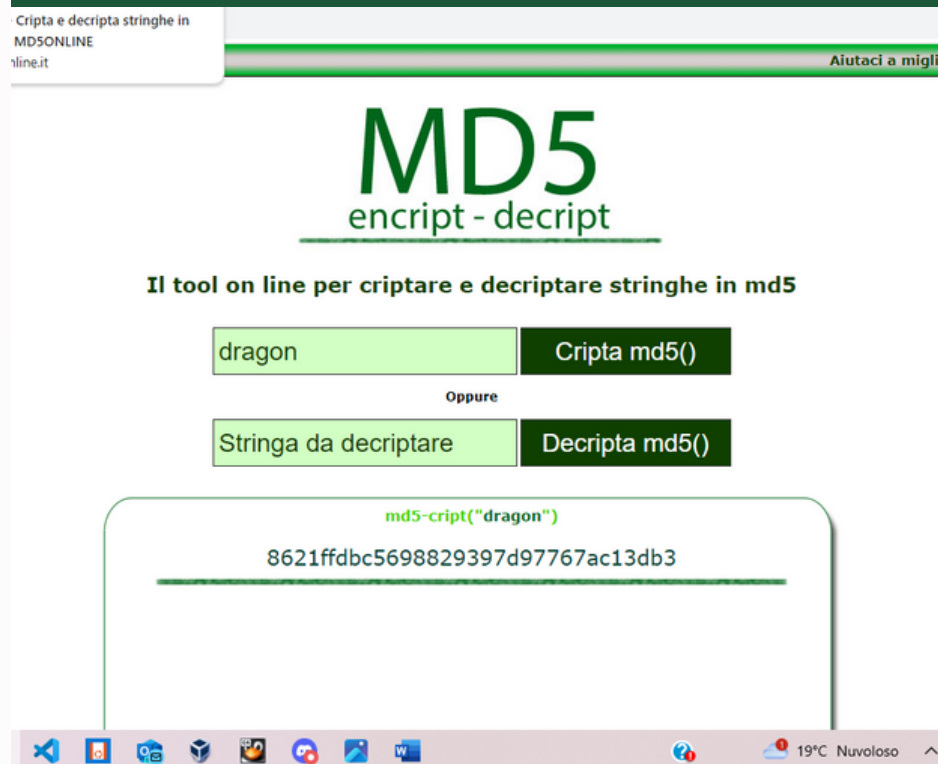 Cripta e decripta stringhe in
MD5ONLINE
nline.it
Aiutaci a migli
MD5
encript - decript
Il tool on line per criptare e decriptare stringhe in md5
dragon
Cripta md5()
Oppure
Stringa da decriptare
Decripta md5()
md5-cript("dragon")
8621ffdbc5698829397d97767ac13db3
19°C Nuvoloso